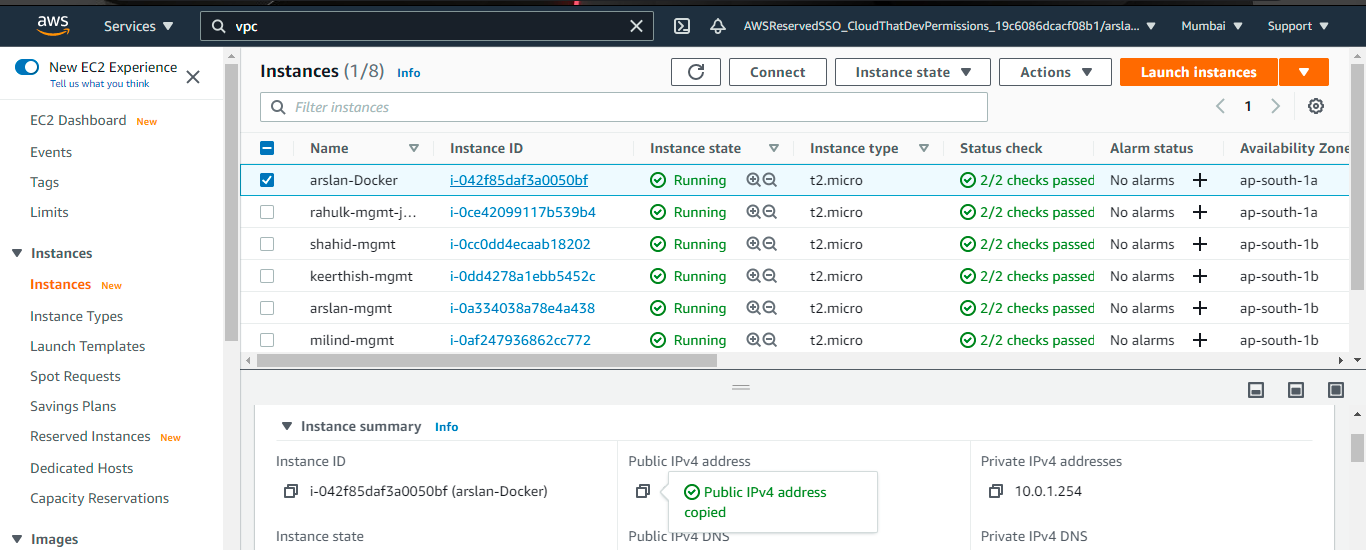 aws Services vpc AWSReservedSSO_CloudThatDevPermissions_19c6086dcacf08b1/arsla... Mumbai Support
New EC2 Experience
Tell us what you think
EC2 Dashboard New
Events
Tags
Limits
Instances
Instances New
Instance Types
Launch Templates
Spot Requests
Savings Plans
Reserved Instances New
Dedicated Hosts
Capacity Reservations
Images
Instances (1/8) Info Connect Instance state Actions Launch instances
Filter instances 1
Name Instance ID Instance state Instance type Status check Alarm status Availability Zone
arslan-Docker i-042f85daf3a0050bf Running t2.micro 2/2 checks passed No alarms + ap-south-1a
rahulk-mgmt-j... i-0ce42099117b539b4 Running t2.micro 2/2 checks passed No alarms + ap-south-1a
shahid-mgmt i-0cc0dd4ecaab18202 Running t2.micro 2/2 checks passed No alarms + ap-south-1b
keerthish-mgmt i-0dd4278a1ebb5452c Running t2.micro 2/2 checks passed No alarms + ap-south-1b
arslan-mgmt i-0a334038a78e4a438 Running t2.micro 2/2 checks passed No alarms + ap-south-1b
milind-mgmt i-0af247936862cc772 Running t2.micro 2/2 checks passed No alarms + ap-south-1b
Instance summary Info
Instance ID Public IPv4 address Private IPv4 addresses
i-042f85daf3a0050bf (arslan-Docker) Public IPv4 address 10.0.1.254
copied
Instance state Public IPv4 DNS Private IPv4 DNS